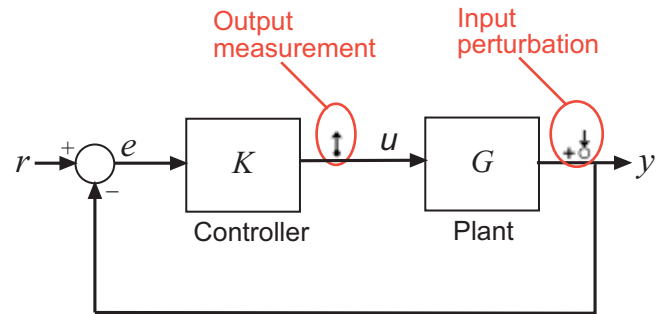 Output
measurement
Input
perturbation
r
+
−
e
K
u
G
+
y
Controller
Plant